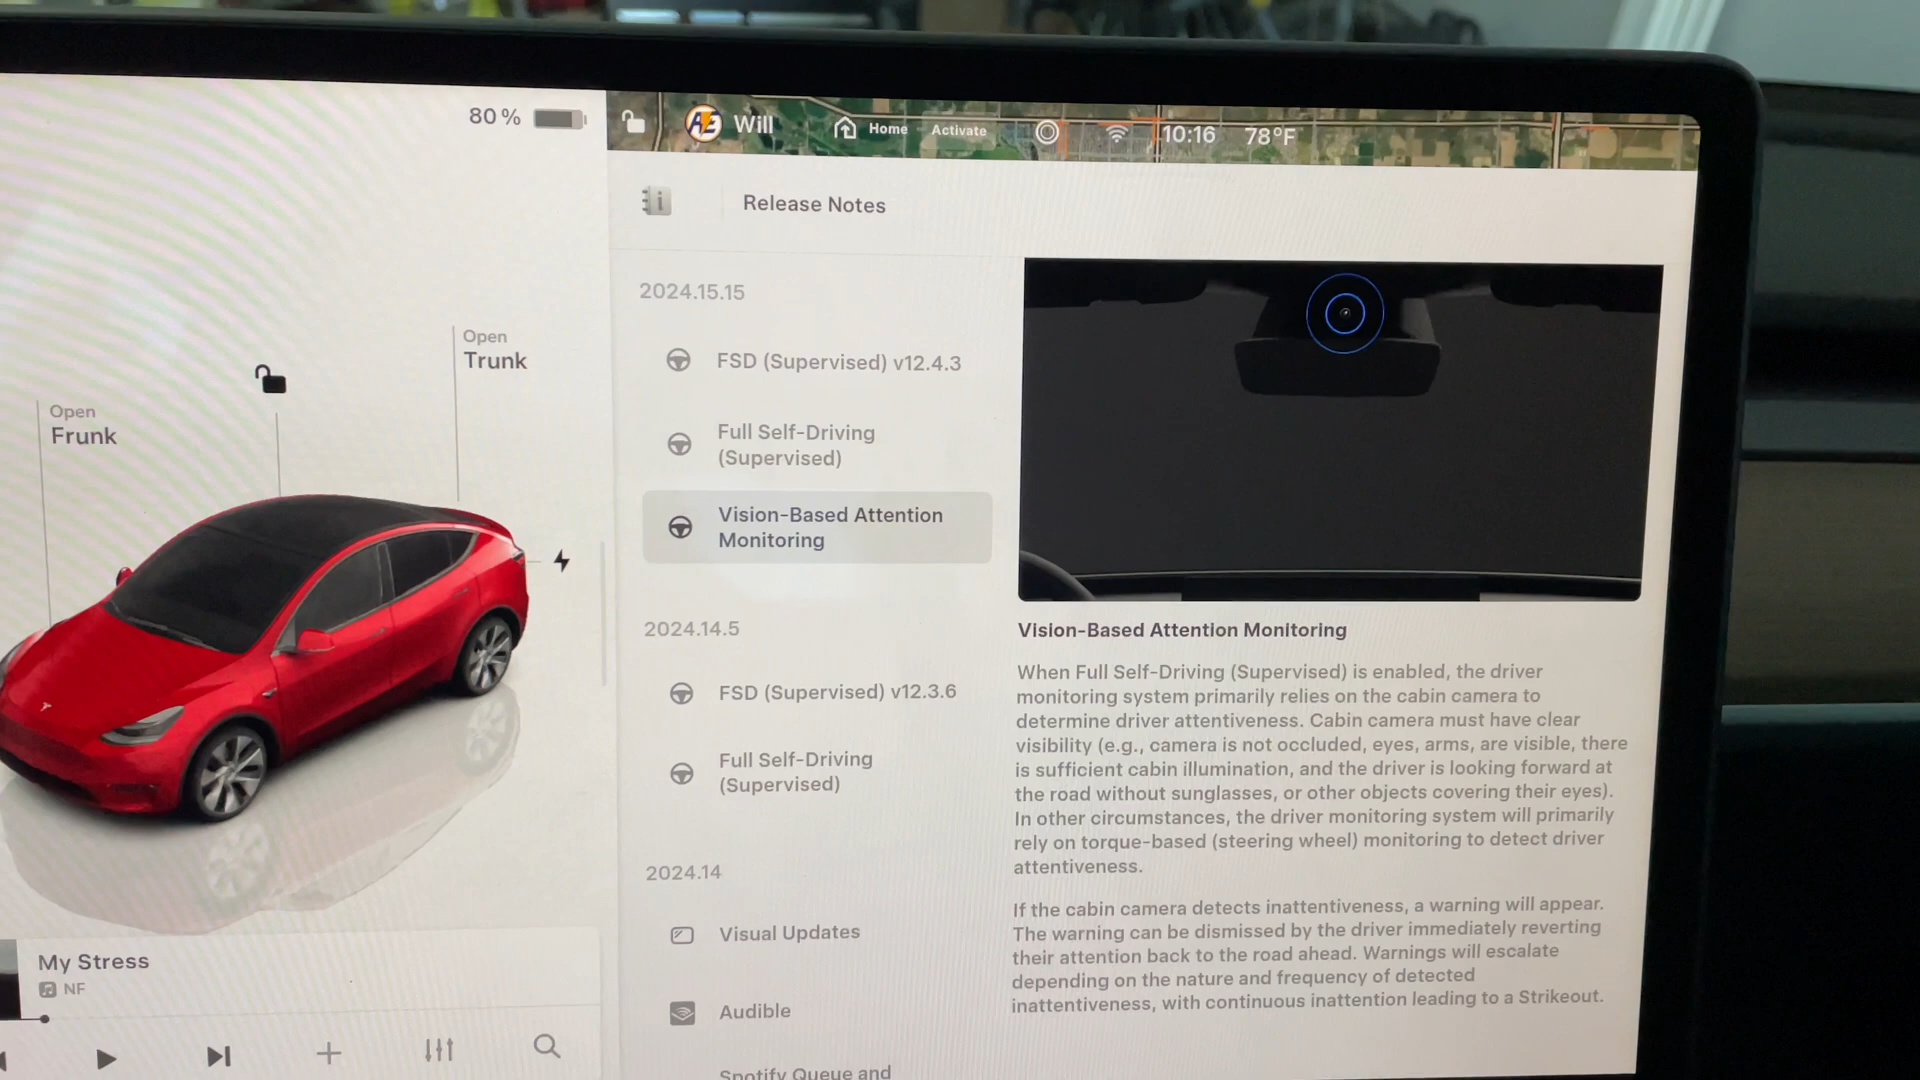 80 %
AE
Will
Home
Activate
10:16
78°F
Release Notes
Open
Trunk
Open
Frunk
My Stress
NF
2024.15.15
FSD (Supervised) v12.4.3
Full Self-Driving
(Supervised)
Vision-Based Attention
Monitoring
2024.14.5
FSD (Supervised) v12.3.6
Full Self-Driving
(Supervised)
2024.14
Visual Updates
Audible
Spotify Queue and
Vision-Based Attention Monitoring
When Full Self-Driving (Supervised) is enabled, the driver
monitoring system primarily relies on the cabin camera to
determine driver attentiveness. Cabin camera must have clear
visibility (e.g., camera is not occluded, eyes, arms, are visible, there
is sufficient cabin illumination, and the driver is looking forward at
the road without sunglasses, or other objects covering their eyes).
In other circumstances, the driver monitoring system will primarily
rely on torque-based (steering wheel) monitoring to detect driver
attentiveness.
If the cabin camera detects inattentiveness, a warning will appear.
The warning can be dismissed by the driver immediately reverting
their attention back to the road ahead. Warnings will escalate
depending on the nature and frequency of detected
inattentiveness, with continuous inattention leading to a Strikeout.